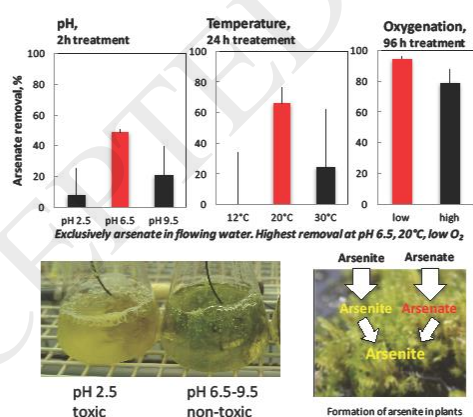 pH,
2h treatment
Temperature,
24 h treatement
Oxygenation,
96 h treatment
Arsenate removal, %
100
80
60
40
20
0
pH 2.5
pH 6.5
pH 9.5
100
80
60
40
20
0
12°C
20°C
30°C
100
80
60
40
20
0
low
high
Exclusively arsenate in flowing water. Highest removal at pH 6.5, 20°C, low O₂
pH 2.5
toxic
pH 6.5-9.5
non-toxic
Arsenite
Arsenate
Arsenite
Arsenate
Arsenite
Formation of arsenite in plants